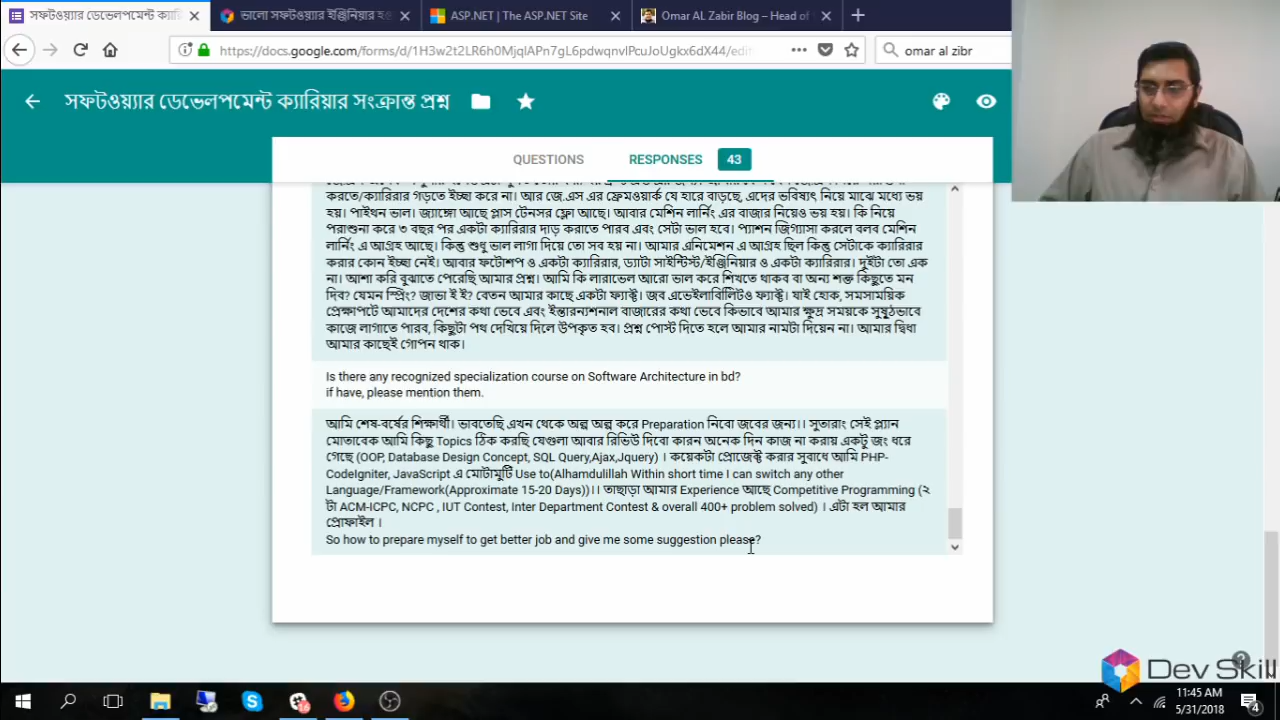 সফটওয়্যার ডেভেলপমেন্ট ক্যারি
ভালো সফটওয়্যার ইঞ্জিনিয়ার হও
ASP.NET | The ASP.NET Site
Omar AL Zabir Blog – Head of
https://docs.google.com/forms/d/1H3w2t2LR6h0MjqlAPn7gL6pdwqnvlPcuJoUgkx6dX44/edi
omar al zibr
সফটওয়্যার ডেভেলপমেন্ট ক্যারিয়ার সংক্রান্ত প্রশ্ন
QUESTIONS
RESPONSES 43
করতে/ক্যারিরার গড়তে ইচ্ছা করে না। আর জে.এস এর ফ্রেমওয়ার্ক যে হারে বাড়ছে, এদের ভবিষ্যৎ নিয়ে মাঝে মধ্যে ভয়
হয়। পাইথন ভাল। জ্যাঙ্গো আছে প্লাস টেনসর ফ্লো আছে। আবার মেশিন লার্নিং এর বাজার নিয়েও ভয় হয়। কি নিয়ে
পরাশুনা করে ৩ বছর পর একটা ক্যারিরার দাড় করাতে পারব এবং সেটা ভাল হবে। প্যাশন জিগ্যাসা করলে বলব মেশিন
লার্নিং এ আগ্রহ আছে। কিন্তু শুধু ভাল লাগা দিয়ে তো সব হয় না। আমার এনিমেশন এ আগ্রহ ছিল কিন্তু সেটাকে ক্যারিরার
করার কোন ইচ্ছা নেই। আবার ফটোশপ ও একটা ক্যারিরার, ড্যাটা সাইন্টিস্ট/ইঞ্জিনিয়ার ও একটা ক্যারিরার। দুইটা তো এক
না। আশা করি বুঝাতে পেরেছি আমার প্রশ্ন। আমি কি লারাভেল আরো ভাল করে শিখতে থাকব বা অন্য শক্ত কিছুতে মন
দিব? যেমন স্প্রিং? জাভা ই ই? বেতন আমার কাছে একটা ফ্যাক্ট। জব এভেইলাবিলিটিও ফ্যাক্ট। যাই হোক, সমসাময়িক
প্রেক্ষাপটে আমাদের দেশের কথা ভেবে এবং ইন্তারনাশনাল বাজারের কথা ভেবে কিভাবে আমার ক্ষুদ্র সময়কে সুষ্ঠুভাবে
কাজে লাগাতে পারব, কিছুটা পথ দেখিয়ে দিলে উপকৃত হব। প্রশ্ন পোস্ট দিতে হলে আমার নামটা দিয়েন না। আমার দ্বিধা
আমার কাছেই গোপন থাক।
Is there any recognized specialization course on Software Architecture in bd?
if have, please mention them.
আমি শেষ-বর্ষের শিক্ষার্থী। ভাবতেছি এখন থেকে অল্প অল্প করে Preparation নিবো জবের জন্য।। সুতারাং সেই প্ল্যান
মোতাবেক আমি কিছু Topics ঠিক করছি যেগুলা আবার রিভিউ দিবো কারন অনেক দিন কাজ না করায় একটু জং ধরে
গেছে (OOP, Database Design Concept, SQL Query,Ajax,Jquery) । কয়েকটা প্রোজেক্ট করার সুবাধে আমি PHP-
CodeIgniter, JavaScript এ মোটামুটি Use to(Alhamdulillah Within short time I can switch any other
Language/Framework(Approximate 15-20 Days))।। তাছাড়া আমার Experience আছে Competitive Programming (২
টা ACM-ICPC, NCPC , IUT Contest, Inter Department Contest & overall 400+ problem solved) । এটা হল আমার
প্রোফাইল ।
So how to prepare myself to get better job and give me some suggestion please?
Dev Skill
11:45 AM
5/31/2018
4